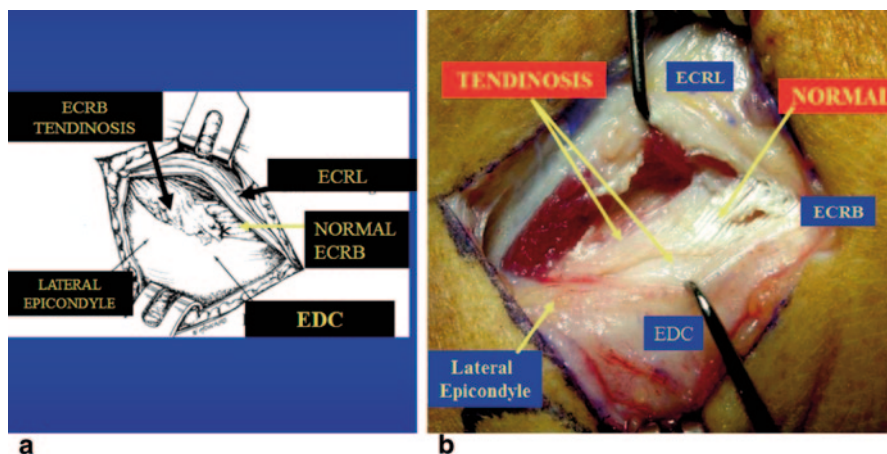 ECRB
TENDINOSIS
ECRL
NORMAL
ECRB
LATERAL
EPICONDYLE
EDC
a
TENDINOSIS
ECRL
NORMAL
ECRB
EDC
Lateral
Epicondyle
b